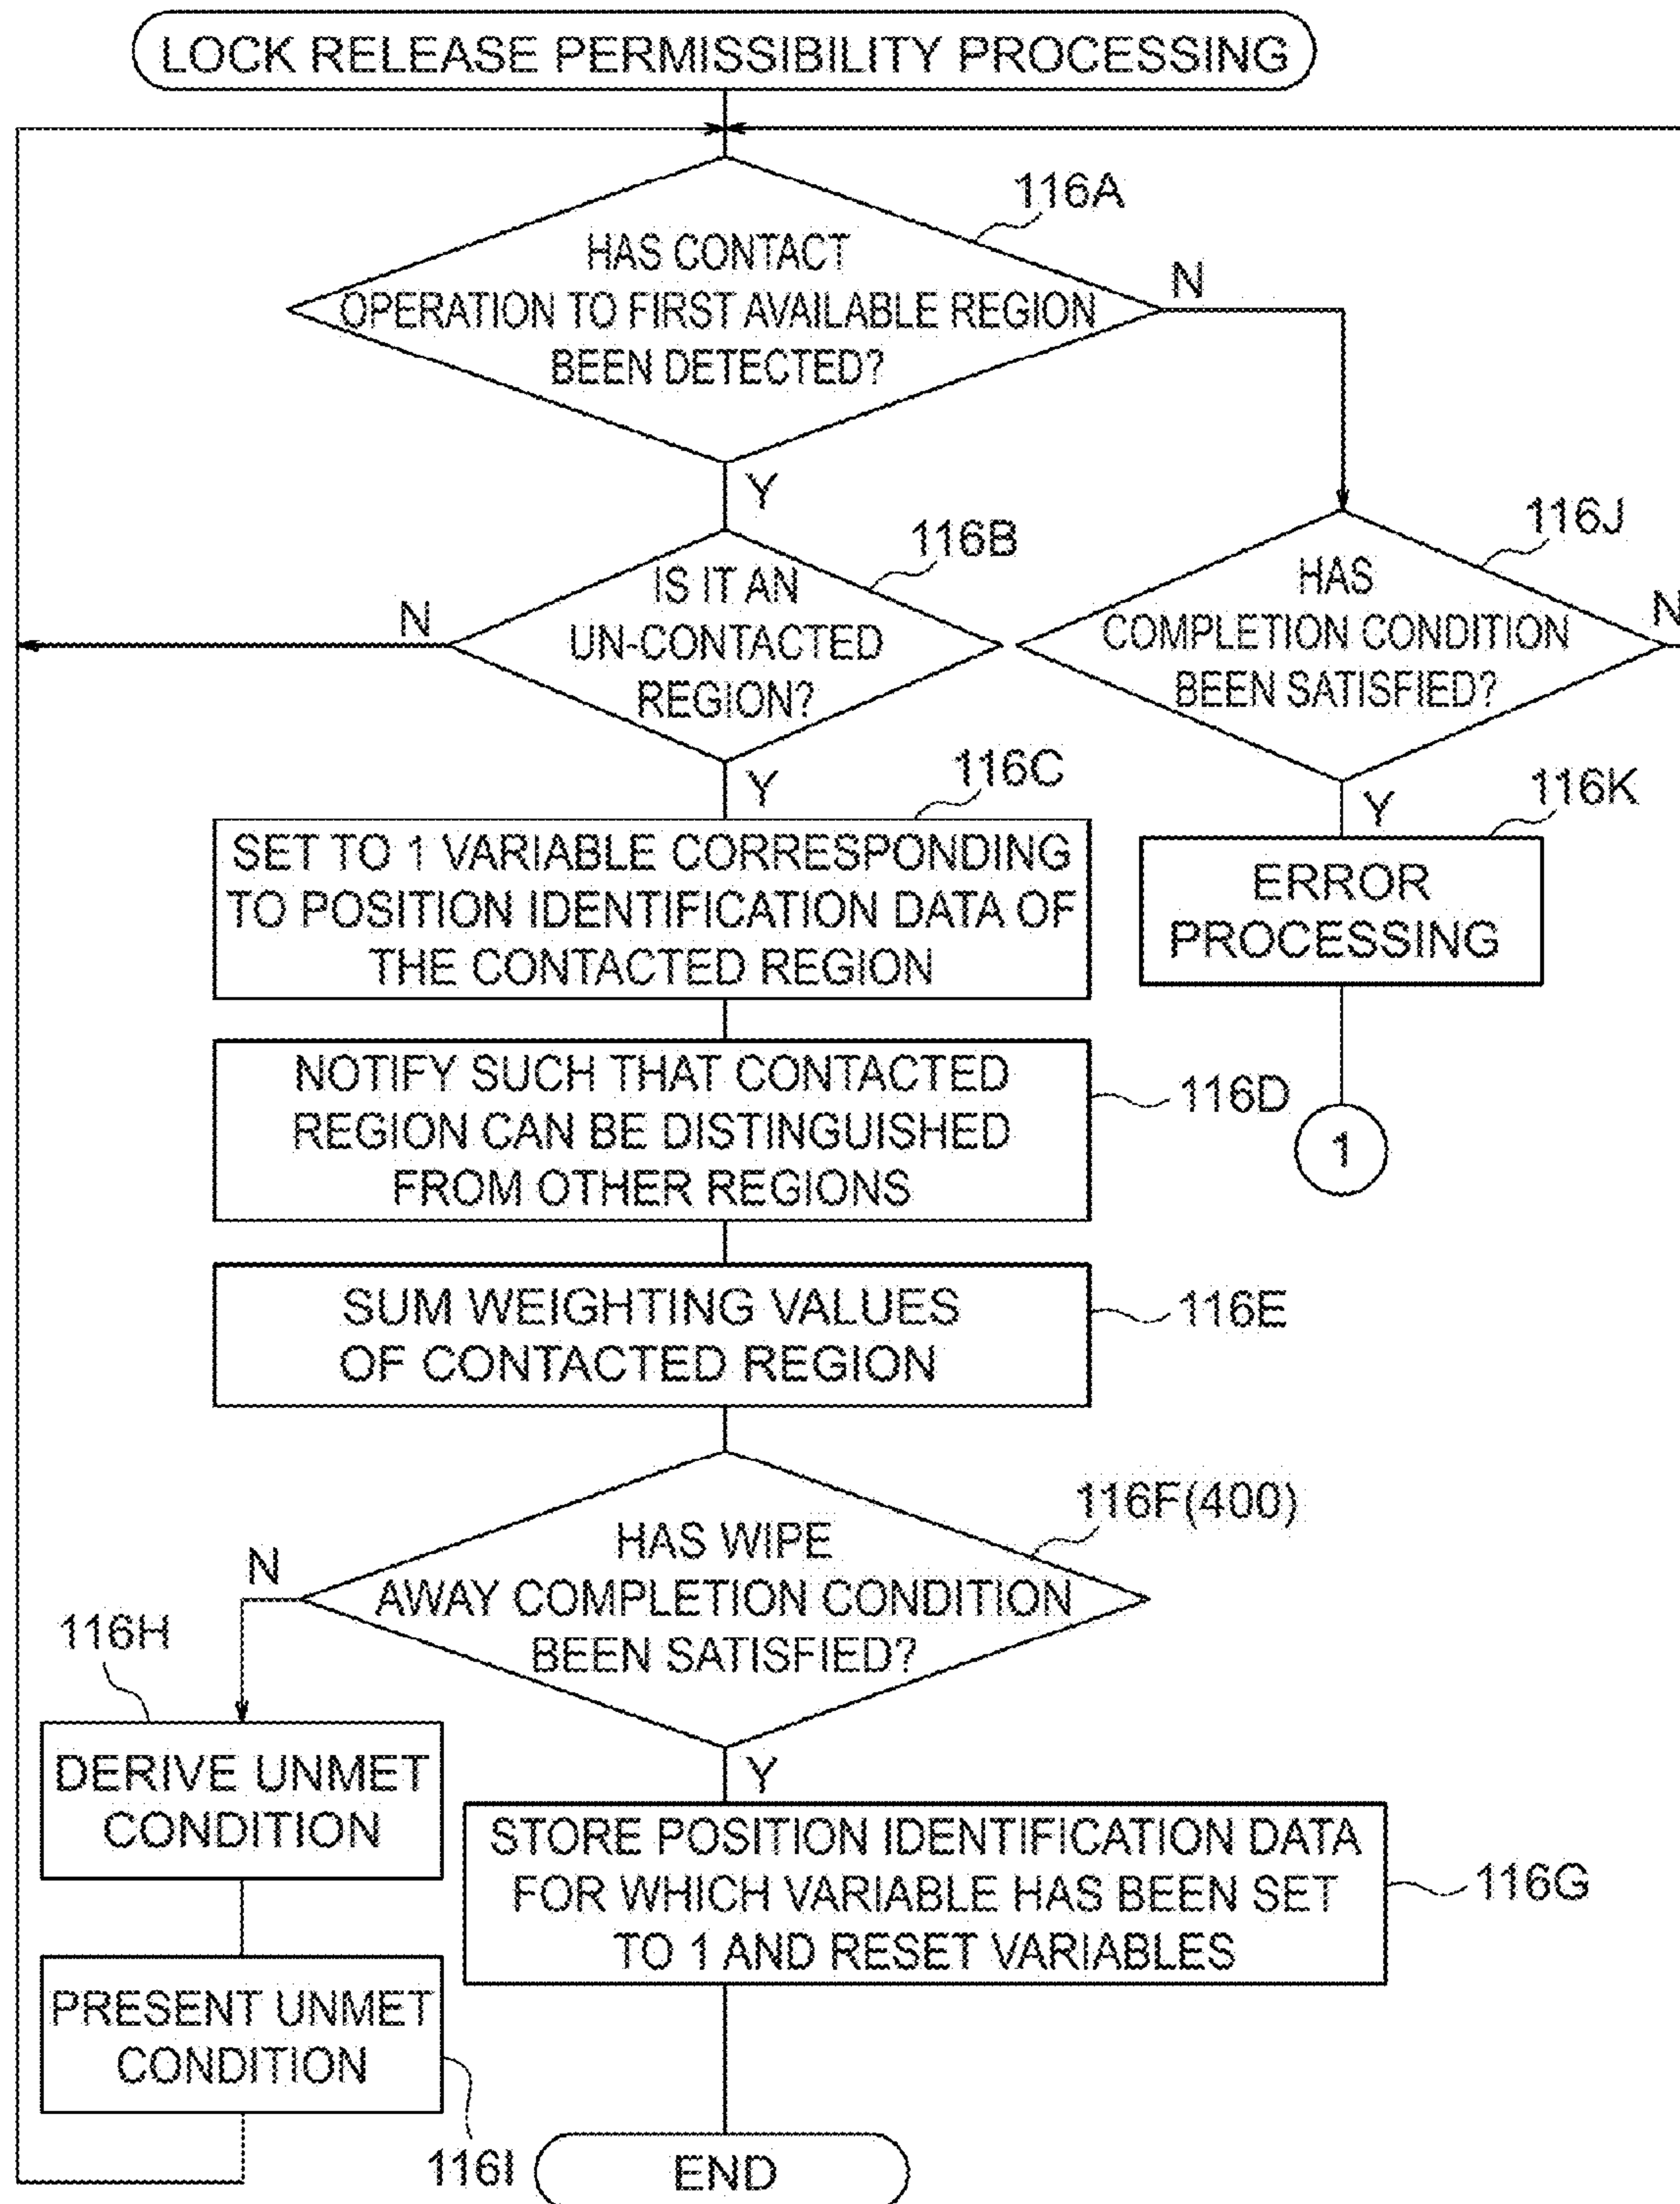 LOCK RELEASE PERMISSIBILITY PROCESSING
116A
HAS CONTACT
OPERATION TO FIRST AVAILABLE REGION
BEEN DETECTED?
N
Y
116B
IS IT AN
UN-CONTACTED
REGION?
N
Y
116J
HAS
COMPLETION CONDITION
BEEN SATISFIED?
N
Y
116K
ERROR
PROCESSING
1
116C
SET TO 1 VARIABLE CORRESPONDING
TO POSITION IDENTIFICATION DATA OF
THE CONTACTED REGION
NOTIFY SUCH THAT CONTACTED
REGION CAN BE DISTINGUISHED
FROM OTHER REGIONS
116D
SUM WEIGHTING VALUES
OF CONTACTED REGION
116E
116F(400)
HAS WIPE
AWAY COMPLETION CONDITION
BEEN SATISFIED?
N
Y
116H
DERIVE UNMET
CONDITION
PRESENT UNMET
CONDITION
116I
STORE POSITION IDENTIFICATION DATA
FOR WHICH VARIABLE HAS BEEN SET
TO 1 AND RESET VARIABLES
116G
END